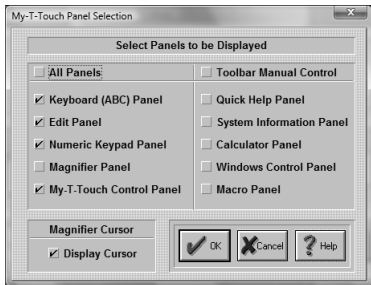 My-T-Touch Panel Selection
Select Panels to be Displayed
All Panels
Toolbar Manual Control
Keyboard (ABC) Panel
Edit Panel
Numeric Keypad Panel
Magnifier Panel
My-T-Touch Control Panel
Quick Help Panel
System Information Panel
Calculator Panel
Windows Control Panel
Macro Panel
Magnifier Cursor
Display Cursor
OK
Cancel
Help